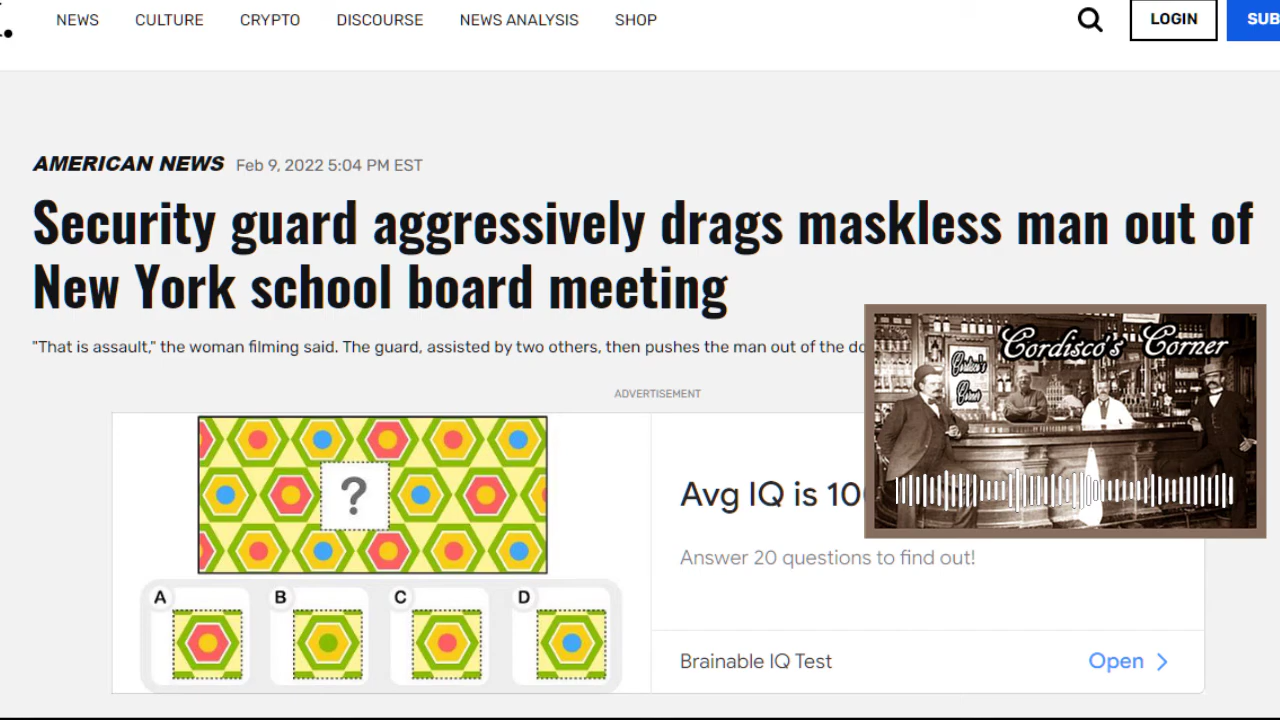 NEWS CULTURE CRYPTO DISCOURSE NEWS ANALYSIS SHOP LOGIN SUB
AMERICAN NEWS Feb 9, 2022 5:04 PM EST
Security guard aggressively drags maskless man out of
New York school board meeting
"That is assault," the woman filming said. The guard, assisted by two others, then pushes the man out of the do
Cordisco's Corner
Cordisco's
Corner
ADVERTISEMENT
?
Avg IQ is 10
Answer 20 questions to find out!
A B C D
Brainable IQ Test Open